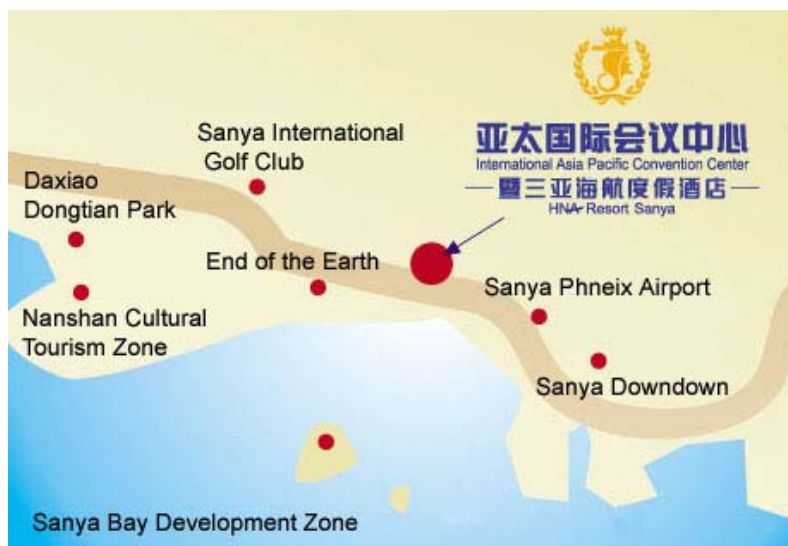 亚太国际会议中心
International Asia Pacific Convention Center
暨三亚海航度假酒店
HNA Resort Sanya
Sanya International
Golf Club
Daxiao
Dongtian Park
End of the Earth
Sanya Phneix Airport
Nanshan Cultural
Tourism Zone
Sanya Downdown
Sanya Bay Development Zone